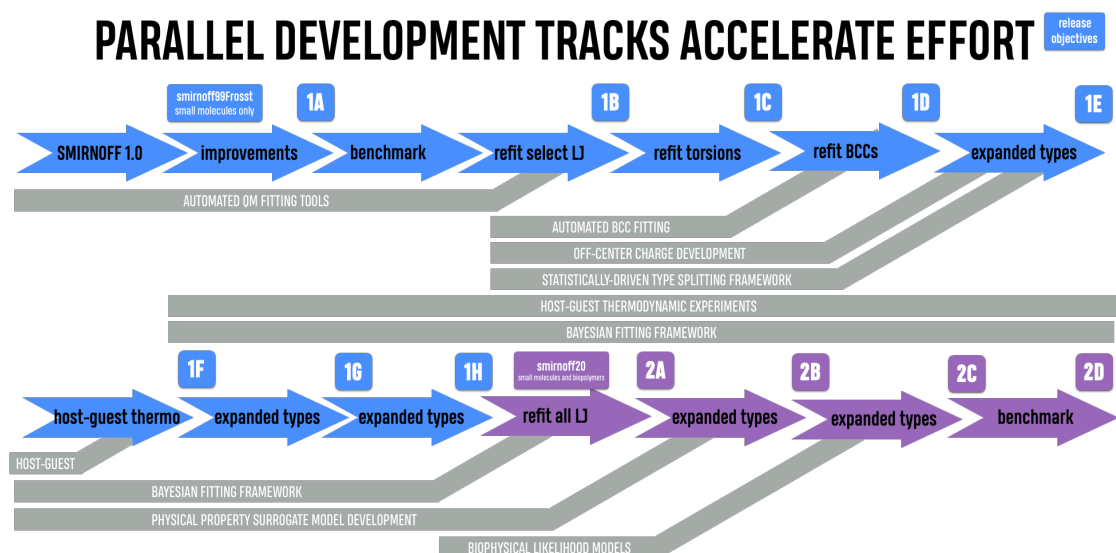 PARALLEL DEVELOPMENT TRACKS ACCELERATE EFFORT
release
objectives
smirnoff99Frosst
small molecules only
1A
1B
1C
1D
1E
SMIRNOFF 1.0
improvements
benchmark
refit select LJ
refit torsions
refit BCCs
expanded types
AUTOMATED QM FITTING TOOLS
AUTOMATED BCC FITTING
OFF-CENTER CHARGE DEVELOPMENT
STATISTICALLY-DRIVEN TYPE SPLITTING FRAMEWORK
HOST-GUEST THERMODYNAMIC EXPERIMENTS
BAYESIAN FITTING FRAMEWORK
1F
1G
1H
smirnoff20
small molecules and biopolymers
2A
2B
2C
2D
host-guest thermo
expanded types
expanded types
refit all LJ
expanded types
expanded types
benchmark
HOST-GUEST
BAYESIAN FITTING FRAMEWORK
PHYSICAL PROPERTY SURROGATE MODEL DEVELOPMENT
BIOPHYSICAL LIKELIHOOD MODELS